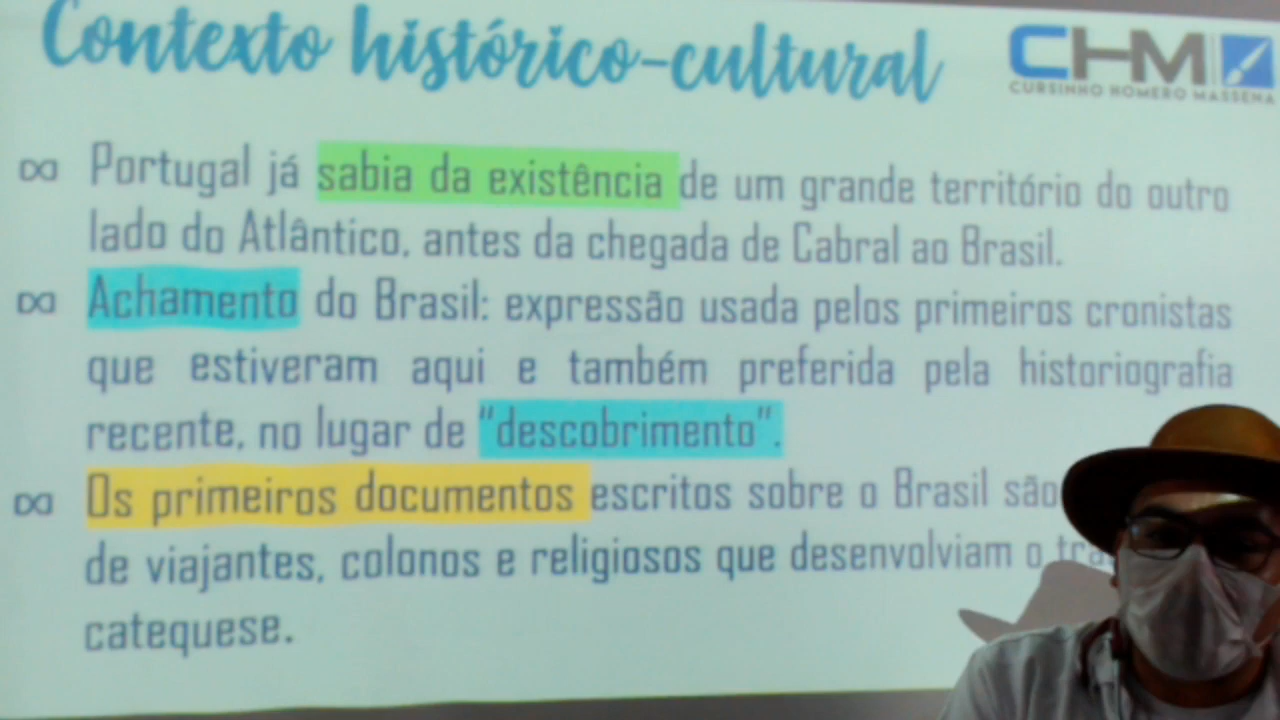 Contexto histórico-cultural
CHM
CURSINHO HOMERO MASSENA
∞ Portugal já sabia da existência de um grande território do outro
lado do Atlântico, antes da chegada de Cabral ao Brasil.
∞ Achamento do Brasil: expressão usada pelos primeiros cronistas
que estiveram aqui e também preferida pela historiografia
recente, no lugar de “descobrimento”.
∞ Os primeiros documentos escritos sobre o Brasil são
de viajantes, colonos e religiosos que desenvolviam o
catequese.